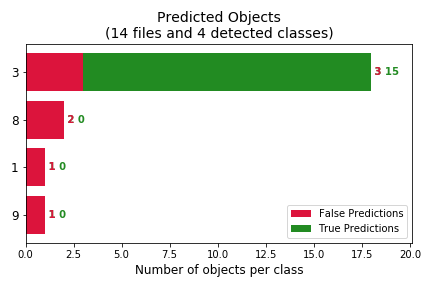 Predicted Objects
(14 files and 4 detected classes)
3
3 15
8
2 0
1
1 0
9
1 0
False Predictions
True Predictions
0.0 2.5 5.0 7.5 10.0 12.5 15.0 17.5 20.0
Number of objects per class